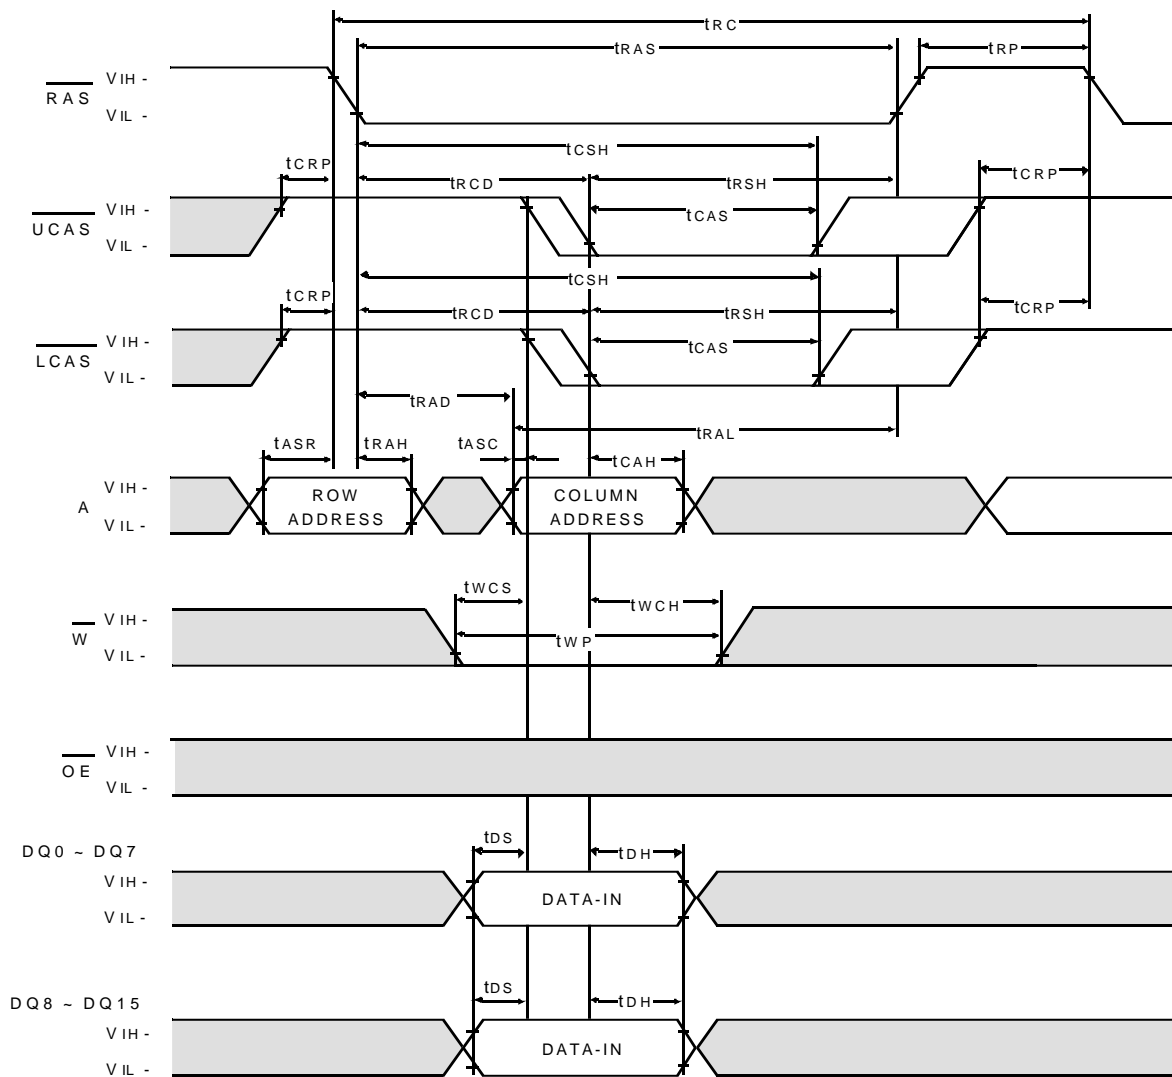 tRC
tRAS
tRP
RAS
VIH -
VIL -
tCSH
tCRP
tRCD
tRSH
tCRP
UCAS
VIH -
VIL -
tCAS
tCSH
tCRP
tRCD
tRSH
tCRP
LCAS
VIH -
VIL -
tCAS
tRAD
tRAL
tASR
tRAH
tASC
tCAH
A
VIH -
VIL -
ROW
ADDRESS
COLUMN
ADDRESS
tWCS
tWCH
W
VIH -
VIL -
tWP
OE
VIH -
VIL -
tDS
tDH
DQ0 ~ DQ7
VIH -
VIL -
DATA-IN
tDS
tDH
DQ8 ~ DQ15
VIH -
VIL -
DATA-IN